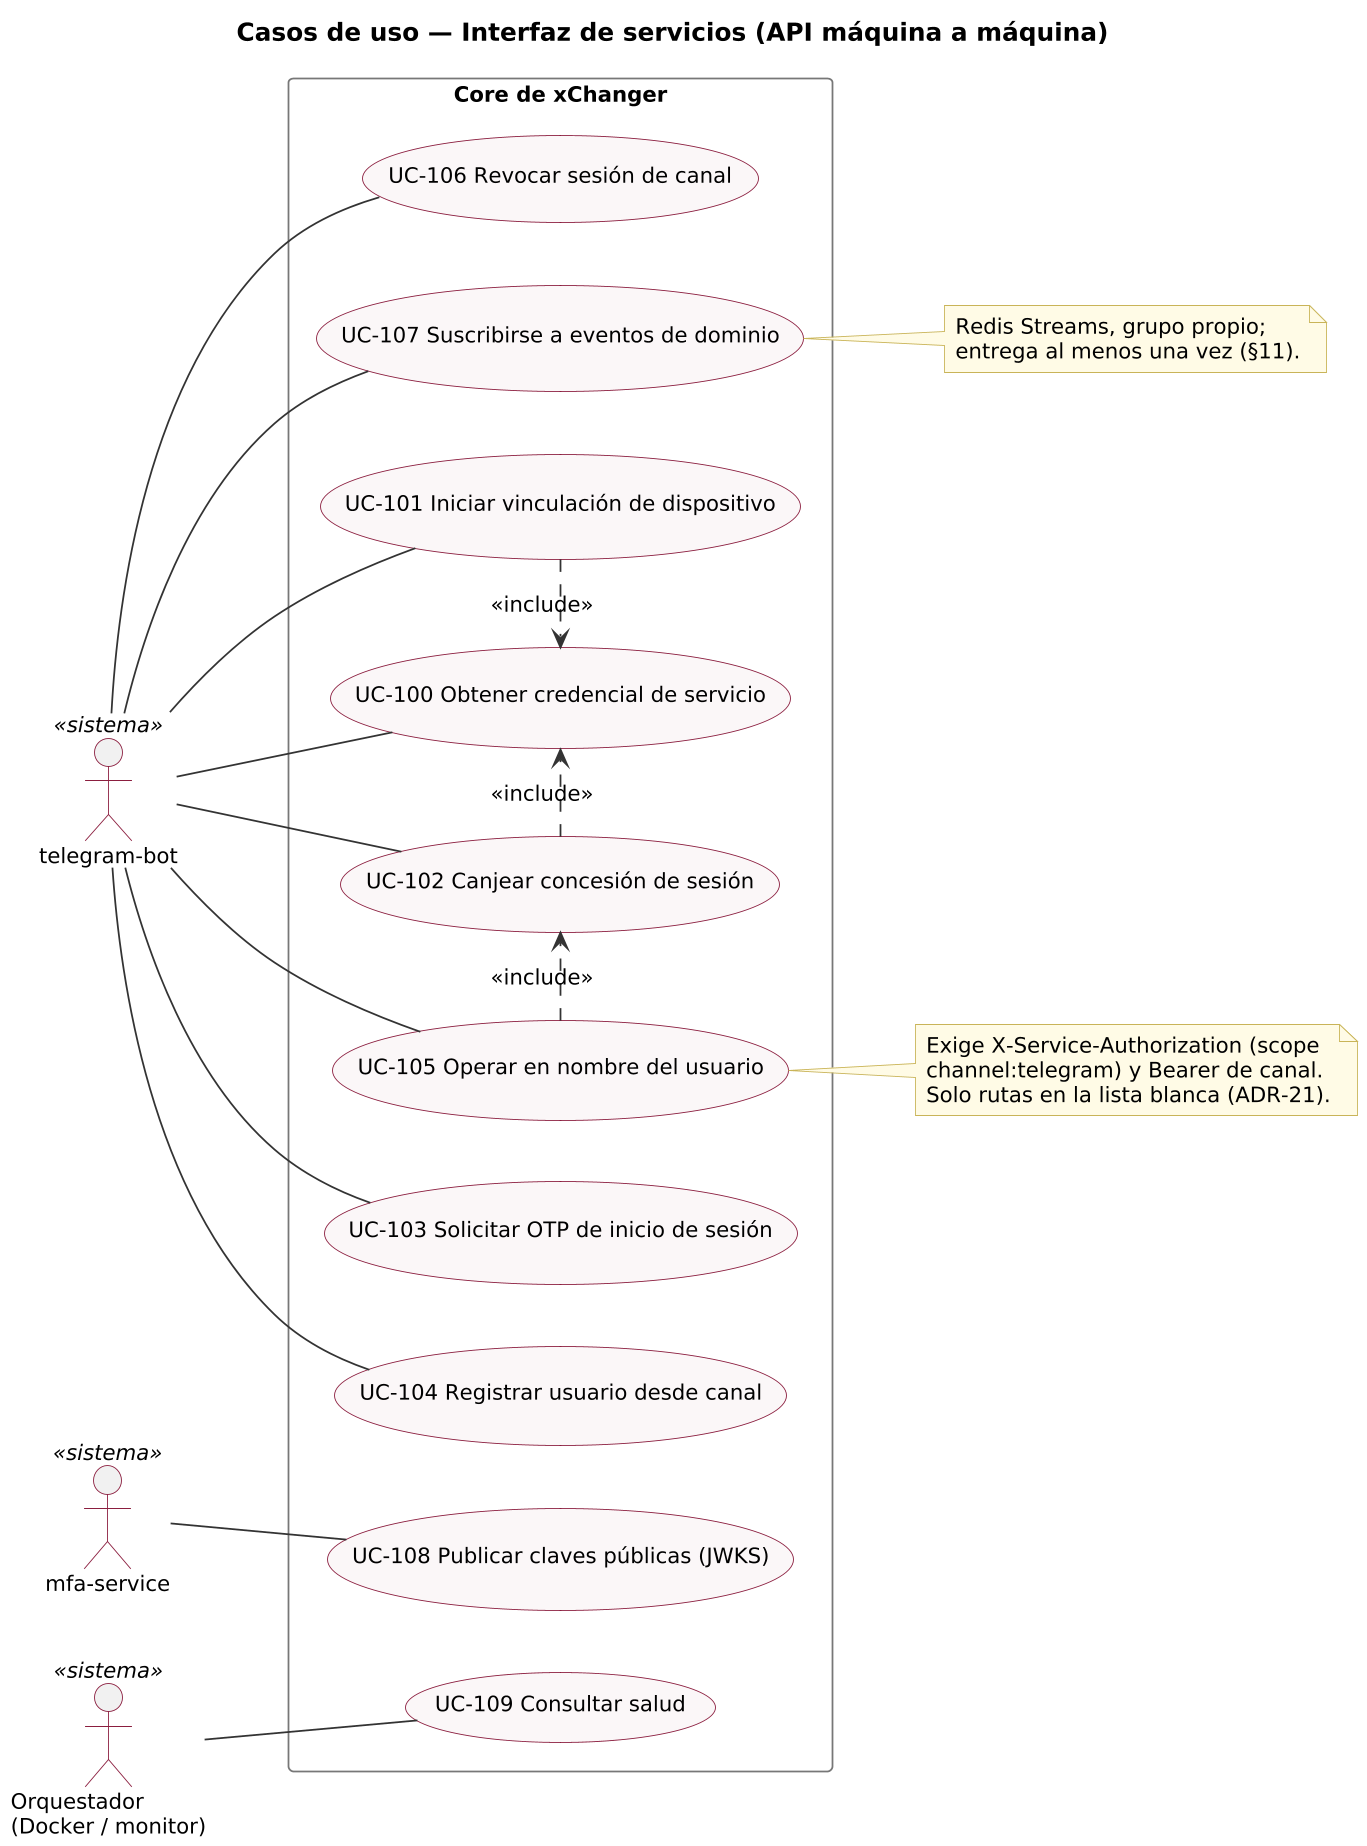 Casos de uso — Interfaz de servicios (API máquina a máquina)
Core de xChanger
UC-106 Revocar sesión de canal
UC-107 Suscribirse a eventos de dominio
Redis Streams, grupo propio;
entrega al menos una vez (§11).
UC-101 Iniciar vinculación de dispositivo
«include»
UC-100 Obtener credencial de servicio
«sistema»
telegram-bot
«include»
UC-102 Canjear concesión de sesión
«include»
UC-105 Operar en nombre del usuario
Exige X-Service-Authorization (scope
channel:telegram) y Bearer de canal.
Solo rutas en la lista blanca (ADR-21).
UC-103 Solicitar OTP de inicio de sesión
UC-104 Registrar usuario desde canal
«sistema»
mfa-service
UC-108 Publicar claves públicas (JWKS)
«sistema»
Orquestador
(Docker / monitor)
UC-109 Consultar salud